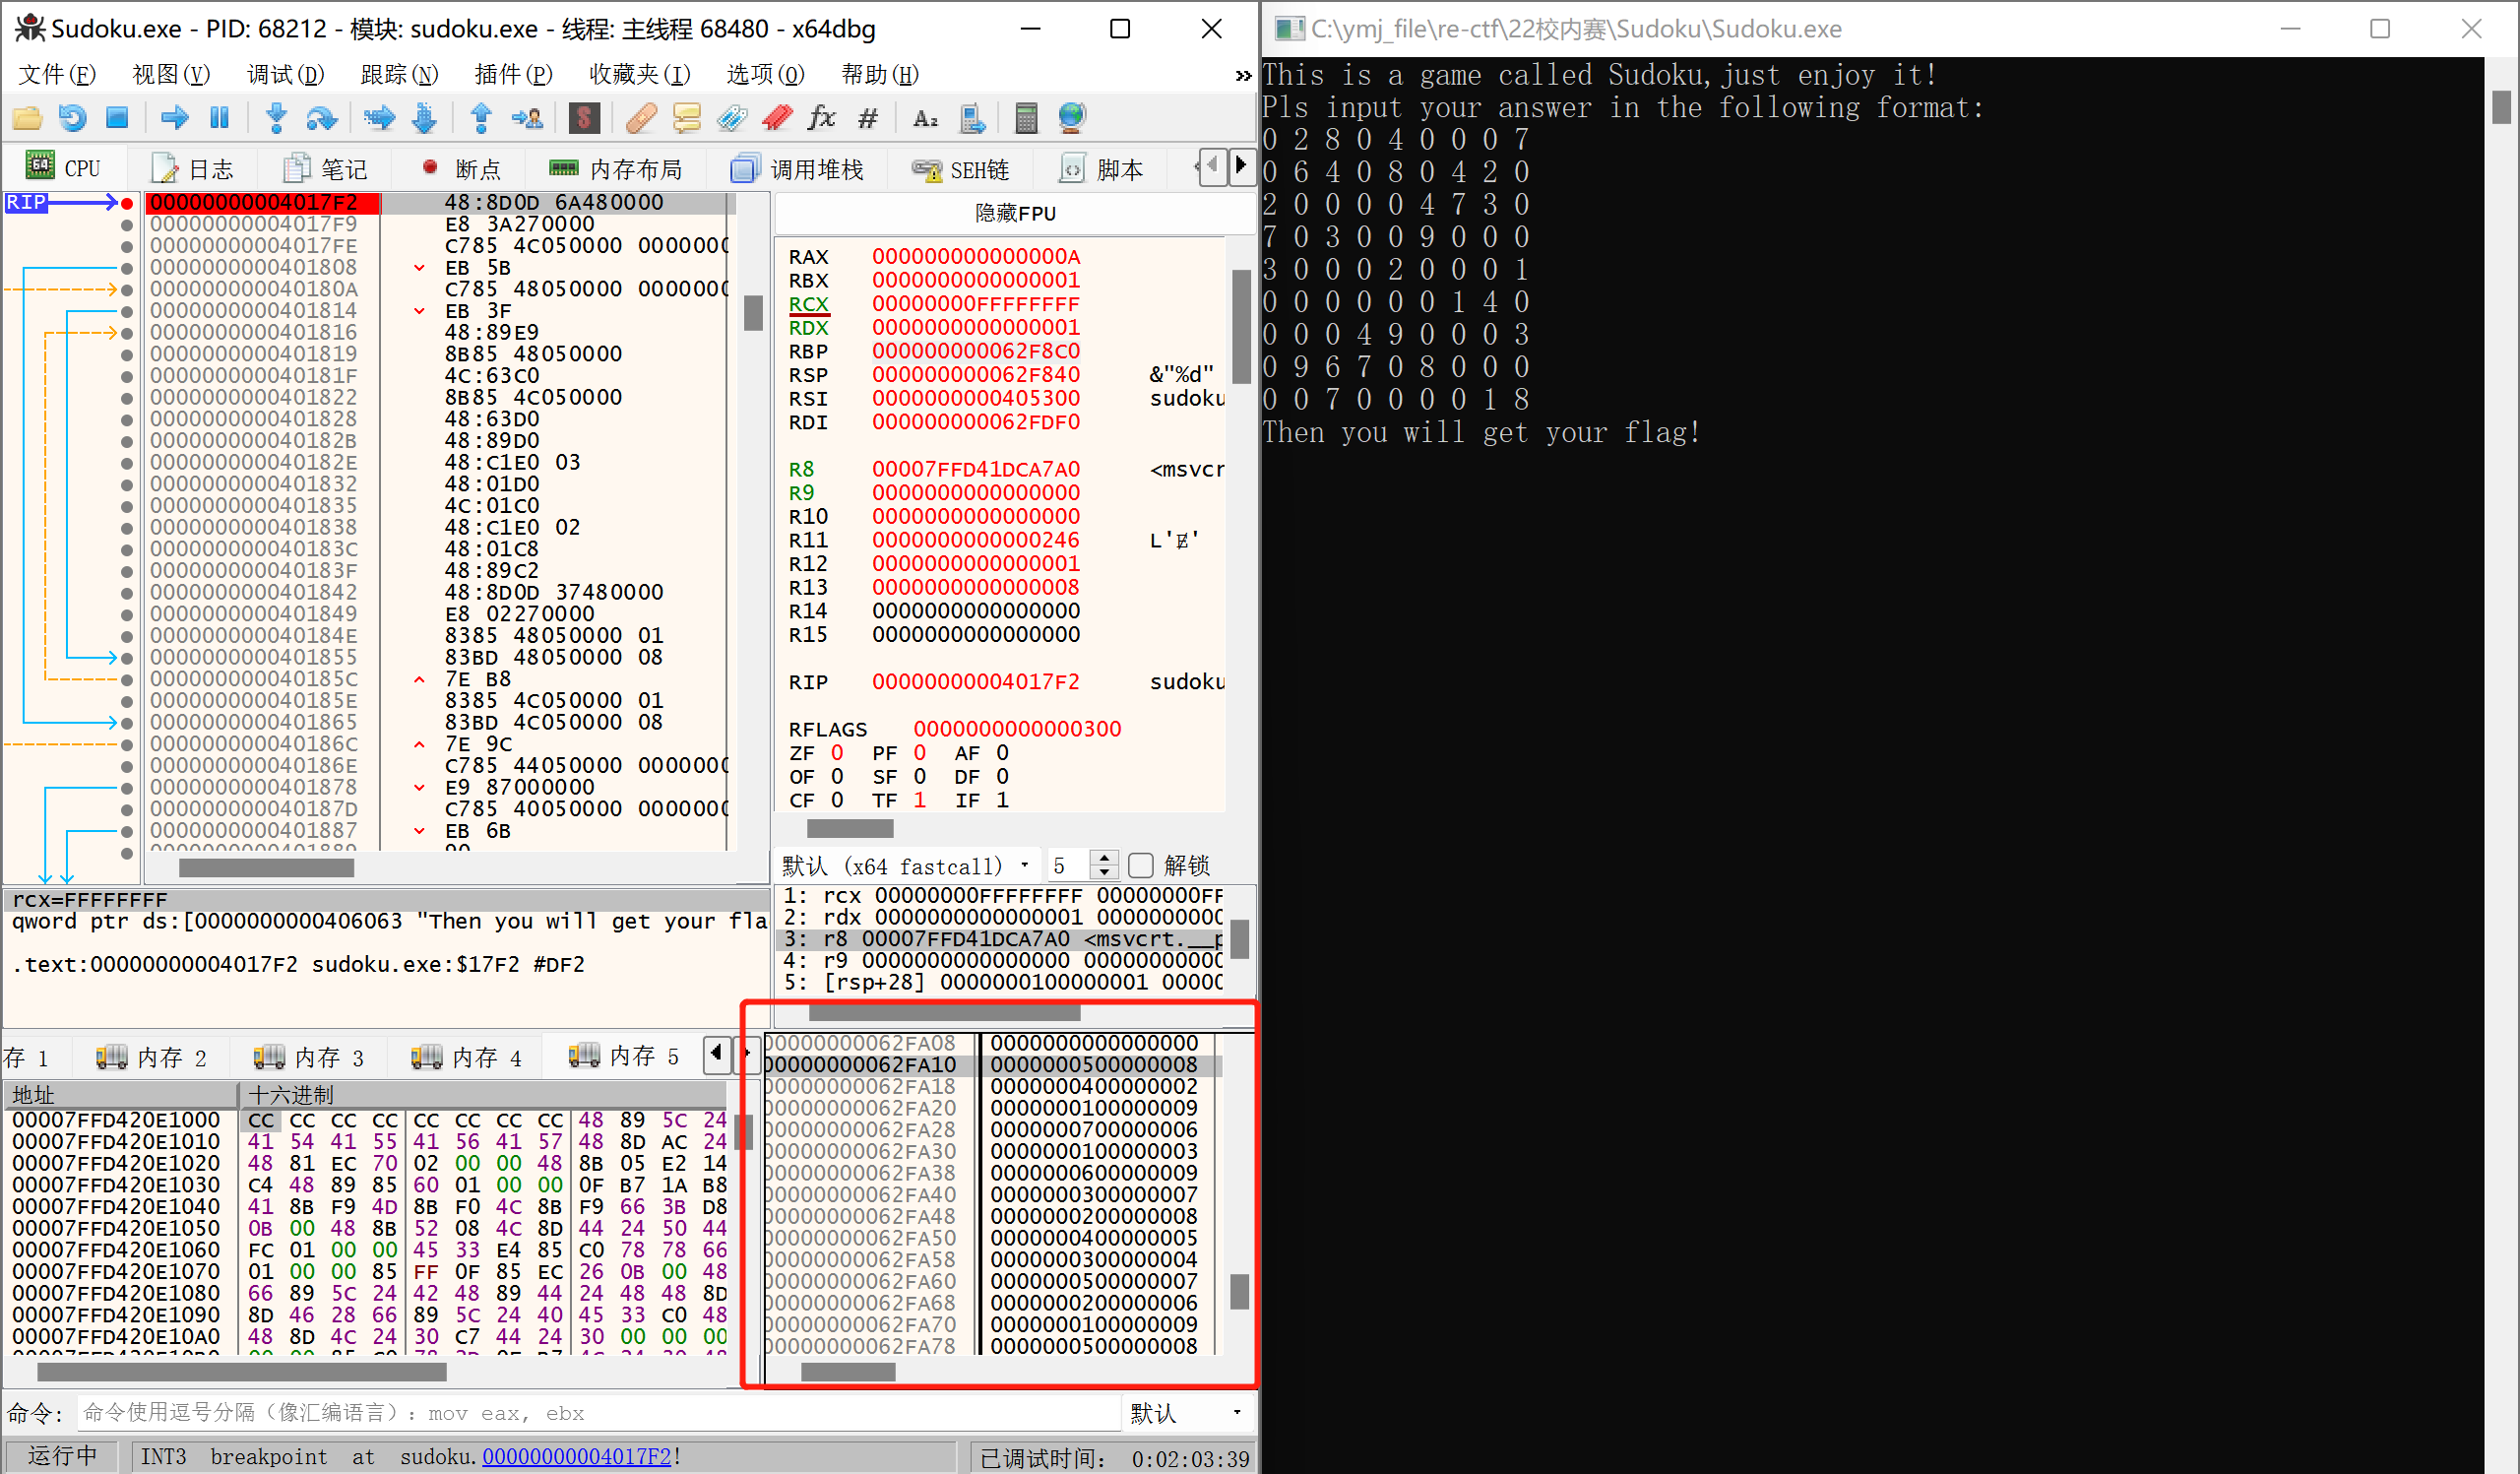 Sudoku.exe - PID: 68212 - 模块: sudoku.exe - 线程: 主线程 68480 - x64dbg
文件(F) 视图(V) 调试(D) 跟踪(N) 插件(P) 收藏夹(I) 选项(O) 帮助(H) »
CPU 日志 笔记 断点 内存布局 调用堆栈 SEH链 脚本
RIP
00000000004017F2 48:8D0D 6A480000
00000000004017F9 E8 3A270000
00000000004017FE C785 4C050000 0000000
0000000000401808 EB 5B
000000000040180A C785 48050000 0000000
0000000000401814 EB 3F
0000000000401816 48:89E9
0000000000401819 8B85 48050000
000000000040181F 4C:63C0
0000000000401822 8B85 4C050000
0000000000401828 48:63D0
000000000040182B 48:89D0
000000000040182E 48:C1E0 03
0000000000401832 48:01D0
0000000000401835 4C:01C0
0000000000401838 48:C1E0 02
000000000040183C 48:01C8
000000000040183F 48:89C2
0000000000401842 48:8D0D 37480000
0000000000401849 E8 02270000
000000000040184E 8385 48050000 01
0000000000401855 83BD 48050000 08
000000000040185C 7E B8
000000000040185E 8385 4C050000 01
0000000000401865 83BD 4C050000 08
000000000040186C 7E 9C
000000000040186E C785 44050000 0000000
0000000000401878 E9 87000000
000000000040187D C785 40050000 0000000
0000000000401887 EB 6B
隐藏FPU
RAX 000000000000000A
RBX 0000000000000001
RCX 00000000FFFFFFFF
RDX 0000000000000001
RBP 000000000062F8C0
RSP 000000000062F840 &"%d"
RSI 0000000000405300 sudoku
RDI 000000000062FDF0
R8 00007FFD41DCA7A0 <msvcr
R9 0000000000000000
R10 0000000000000000
R11 0000000000000246 L'Ɇ'
R12 0000000000000001
R13 0000000000000008
R14 0000000000000000
R15 0000000000000000
RIP 00000000004017F2 sudoku
RFLAGS 0000000000000300
ZF 0 PF 0 AF 0
OF 0 SF 0 DF 0
CF 0 TF 1 IF 1
默认 (x64 fastcall) 5 解锁
1: rcx 00000000FFFFFFFF 00000000FF
2: rdx 0000000000000001 0000000000
3: r8 00007FFD41DCA7A0 <msvcrt.__p
4: r9 0000000000000000 0000000000
5: [rsp+28] 0000000100000001 00000
rcx=FFFFFFFF
qword ptr ds:[0000000000406063 "Then you will get your fla
.text:00000000004017F2 sudoku.exe:$17F2 #DF2
存 1 内存 2 内存 3 内存 4 内存 5
地址 十六进制
00007FFD420E1000 CC CC CC CC CC CC CC CC 48 89 5C 24
00007FFD420E1010 41 54 41 55 41 56 41 57 48 8D AC 24
00007FFD420E1020 48 81 EC 70 02 00 00 48 8B 05 E2 14
00007FFD420E1030 C4 48 89 85 60 01 00 00 0F B7 1A B8
00007FFD420E1040 41 8B F9 4D 8B F0 4C 8B F9 66 3B D8
00007FFD420E1050 0B 00 48 8B 52 08 4C 8D 44 24 50 44
00007FFD420E1060 FC 01 00 00 45 33 E4 85 C0 78 78 66
00007FFD420E1070 01 00 00 85 FF 0F 85 EC 26 0B 00 48
00007FFD420E1080 66 89 5C 24 42 48 89 44 24 48 48 8D
00007FFD420E1090 8D 46 28 66 89 5C 24 40 45 33 C0 48
00007FFD420E10A0 48 8D 4C 24 30 C7 44 24 30 00 00 00
00000000062FA08 0000000000000000
00000000062FA10 0000000500000008
00000000062FA18 0000000400000002
00000000062FA20 0000000100000009
00000000062FA28 0000000700000006
00000000062FA30 0000000100000003
00000000062FA38 0000000600000009
00000000062FA40 0000000300000007
00000000062FA48 0000000200000008
00000000062FA50 0000000400000005
00000000062FA58 0000000300000004
00000000062FA60 0000000500000007
00000000062FA68 0000000200000006
00000000062FA70 0000000100000009
00000000062FA78 0000000500000008
命令: 命令使用逗号分隔（像汇编语言）: mov eax, ebx 默认
运行中 INT3 breakpoint at sudoku.00000000004017F2! 已调试时间: 0:02:03:39
C:\ymj_file\re-ctf\22校内赛\Sudoku\Sudoku.exe
This is a game called Sudoku,just enjoy it!
Pls input your answer in the following format:
0 2 8 0 4 0 0 0 7
0 6 4 0 8 0 4 2 0
2 0 0 0 0 4 7 3 0
7 0 3 0 0 9 0 0 0
3 0 0 0 2 0 0 0 1
0 0 0 0 0 0 1 4 0
0 0 0 4 9 0 0 0 3
0 9 6 7 0 8 0 0 0
0 0 7 0 0 0 0 1 8
Then you will get your flag!